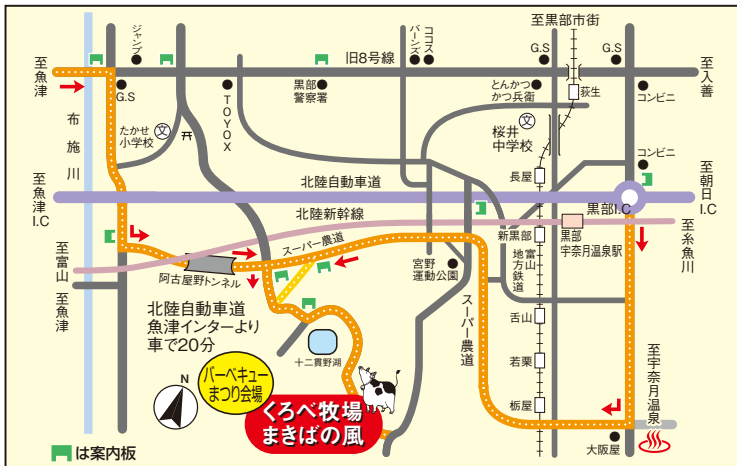 至黒部市街
ジャンプ
バーンズ
ココス
G.S
G.S
旧8号線
至魚津
至入善
G.S
TOYOX
黒部
警察署
とんかつ
かつ兵衛
荻生
コンビニ
布施川
たかせ
小学校
文
文
桜井
中学校
コンビニ
長屋
北陸自動車道
至魚津
I.C
至朝日
I.C
黒部I.C
北陸新幹線
スーパー農道
新黒部
黒部
宇奈月温泉駅
至糸魚川
至富山
至魚津
阿古屋野トンネル
宮野
運動公園
富山
地方鉄道
北陸自動車道
魚津インターより
車で20分
スーパー農道
舌山
十二貫野湖
若栗
至宇奈月温泉
バーベキュー
まつり会場
N
くろべ牧場
まきばの風
栃屋
大阪屋
は案内板